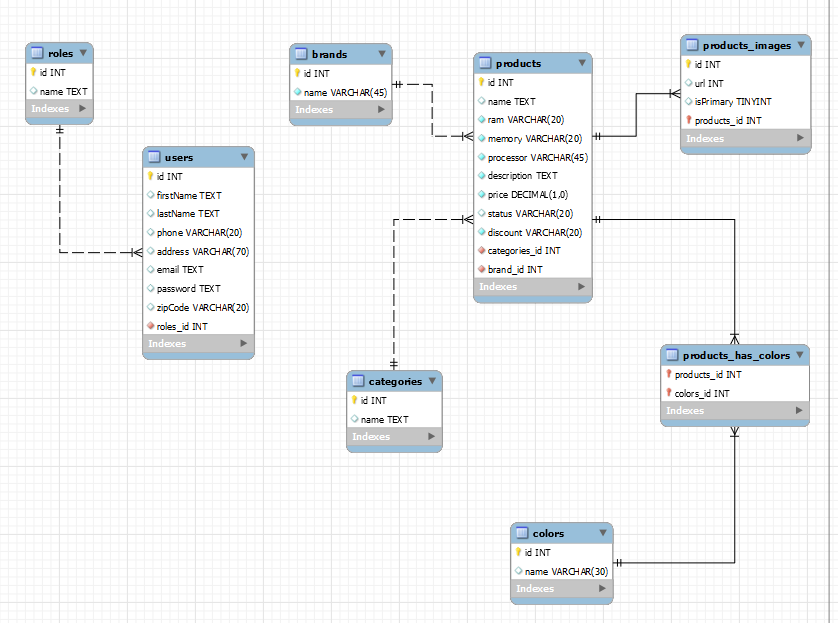 roles
id INT
name TEXT
Indexes
users
id INT
firstName TEXT
lastName TEXT
phone VARCHAR(20)
address VARCHAR(70)
email TEXT
password TEXT
zipCode VARCHAR(20)
roles_id INT
Indexes
brands
id INT
name VARCHAR(45)
Indexes
products
id INT
name TEXT
ram VARCHAR(20)
memory VARCHAR(20)
processor VARCHAR(45)
description TEXT
price DECIMAL(1,0)
status VARCHAR(20)
discount VARCHAR(20)
categories_id INT
brand_id INT
Indexes
products_images
id INT
url INT
isPrimary TINYINT
products_id INT
Indexes
categories
id INT
name TEXT
Indexes
products_has_colors
products_id INT
colors_id INT
Indexes
colors
id INT
name VARCHAR(30)
Indexes